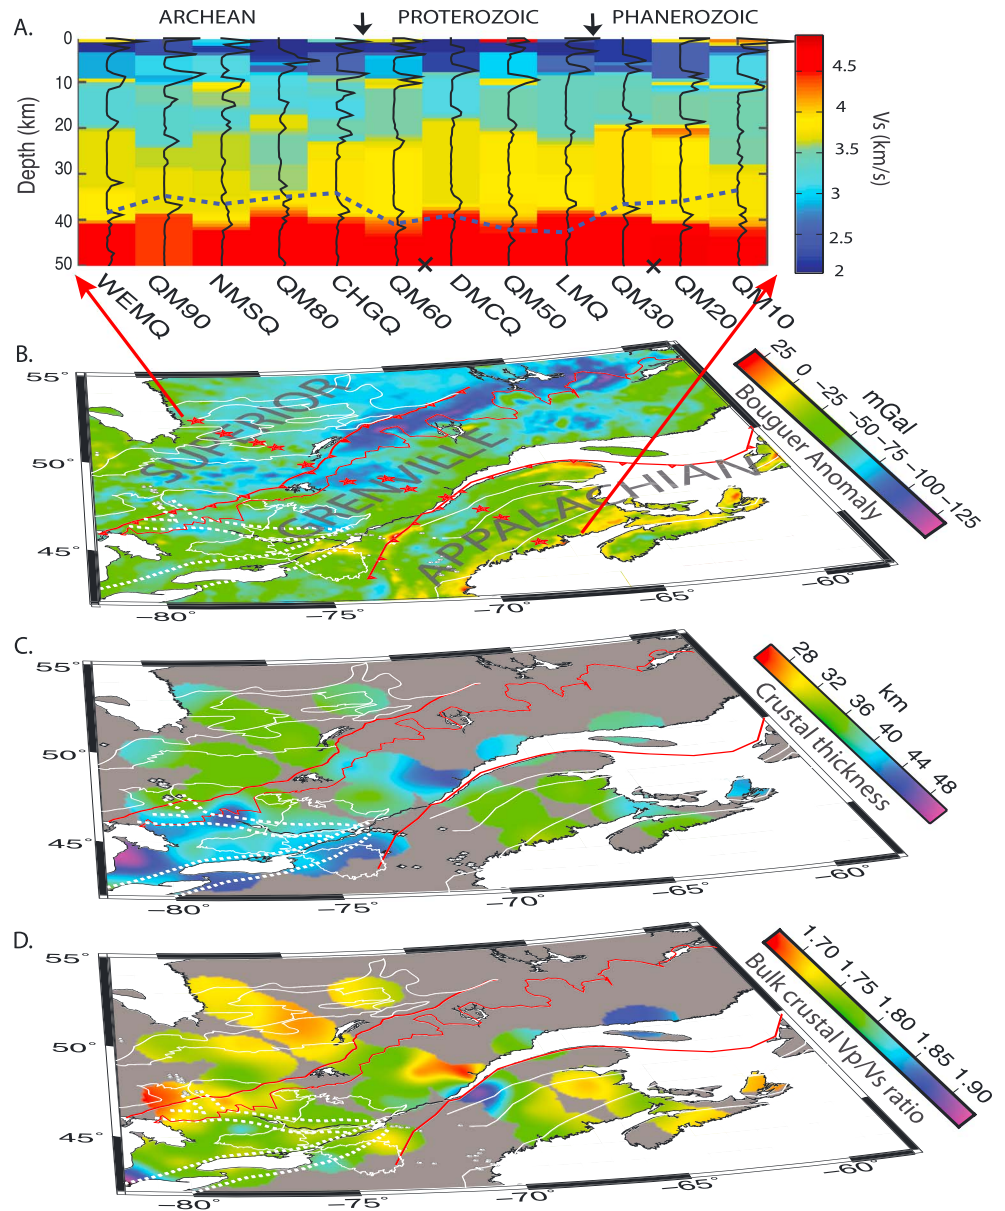 A.
ARCHEAN PROTEROZOIC PHANEROZOIC
Depth (km)
0
10
20
30
40
50
4.5
4
3.5
3
2.5
2
Vs (km/s)
WEMQ QM90 NMSQ QM80 CHGQ QM60 DMCQ QM50 LMQ QM30 QM20 QM10
B.
55°
50°
45°
−80° −75° −70° −65° −60°
SUPERIOR
GRENVILLE
APPALACHIAN
25 0 −25 −50 −75 −100 −125
mGal
Bouguer Anomaly
C.
55°
50°
45°
−80° −75° −70° −65° −60°
28 32 36 40 44 48
km
Crustal thickness
D.
55°
50°
45°
−80° −75° −70° −65° −60°
1.70 1.75 1.80 1.85 1.90
Bulk crustal Vp/Vs ratio